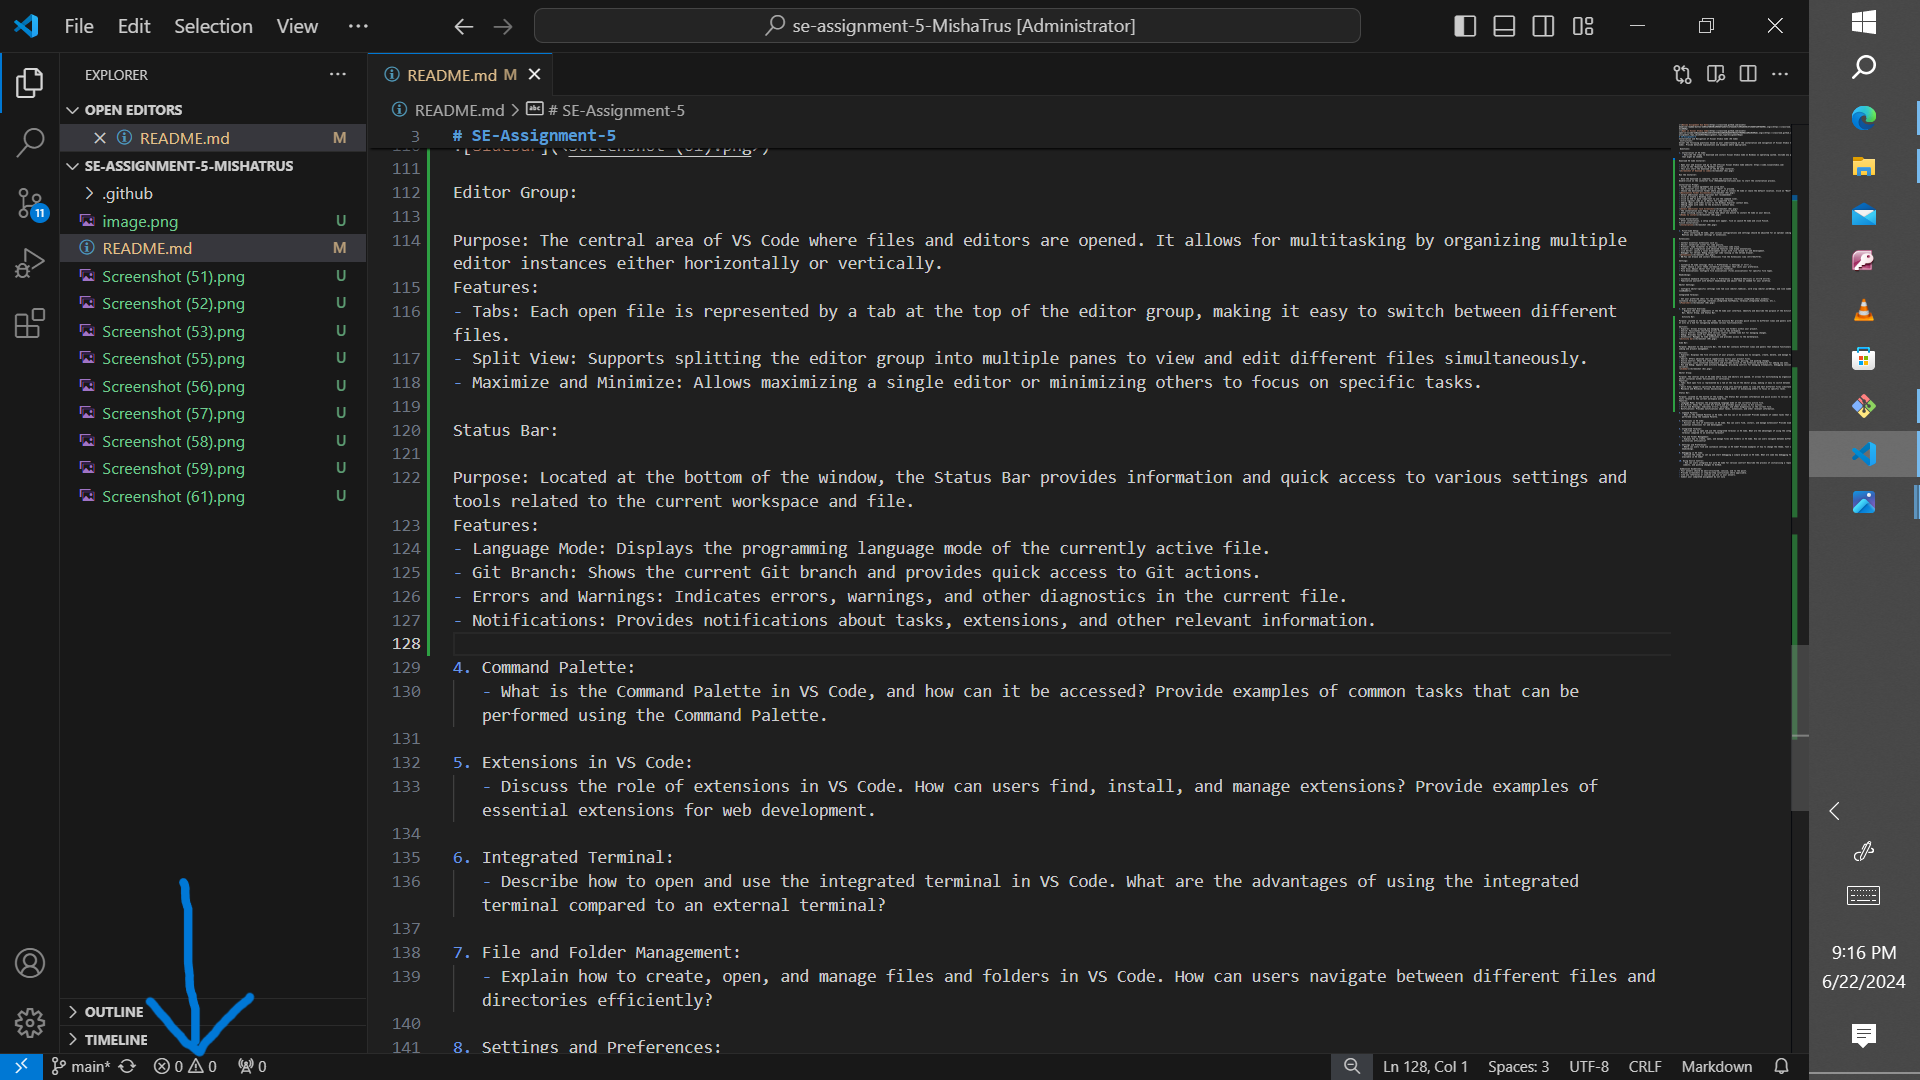 File Edit Selection View ···
se-assignment-5-MishaTrus [Administrator]
EXPLORER
OPEN EDITORS
README.md M
SE-ASSIGNMENT-5-MISHATRUS
.github
image.png U
README.md M
Screenshot (51).png U
Screenshot (52).png U
Screenshot (53).png U
Screenshot (55).png U
Screenshot (56).png U
Screenshot (57).png U
Screenshot (58).png U
Screenshot (59).png U
Screenshot (61).png U
OUTLINE
TIMELINE
11
README.md M
README.md > # SE-Assignment-5
3 # SE-Assignment-5
111
112 Editor Group:
113
114 Purpose: The central area of VS Code where files and editors are opened. It allows for multitasking by organizing multiple
editor instances either horizontally or vertically.
115 Features:
116 - Tabs: Each open file is represented by a tab at the top of the editor group, making it easy to switch between different
files.
117 - Split View: Supports splitting the editor group into multiple panes to view and edit different files simultaneously.
118 - Maximize and Minimize: Allows maximizing a single editor or minimizing others to focus on specific tasks.
119
120 Status Bar:
121
122 Purpose: Located at the bottom of the window, the Status Bar provides information and quick access to various settings and
tools related to the current workspace and file.
123 Features:
124 - Language Mode: Displays the programming language mode of the currently active file.
125 - Git Branch: Shows the current Git branch and provides quick access to Git actions.
126 - Errors and Warnings: Indicates errors, warnings, and other diagnostics in the current file.
127 - Notifications: Provides notifications about tasks, extensions, and other relevant information.
128
129 4. Command Palette:
130 - What is the Command Palette in VS Code, and how can it be accessed? Provide examples of common tasks that can be
performed using the Command Palette.
131
132 5. Extensions in VS Code:
133 - Discuss the role of extensions in VS Code. How can users find, install, and manage extensions? Provide examples of
essential extensions for web development.
134
135 6. Integrated Terminal:
136 - Describe how to open and use the integrated terminal in VS Code. What are the advantages of using the integrated
terminal compared to an external terminal?
137
138 7. File and Folder Management:
139 - Explain how to create, open, and manage files and folders in VS Code. How can users navigate between different files and
directories efficiently?
140
141 8. Settings and Preferences:
main* 0 0 0
Ln 128, Col 1 Spaces: 3 UTF-8 CRLF Markdown
9:16 PM
6/22/2024